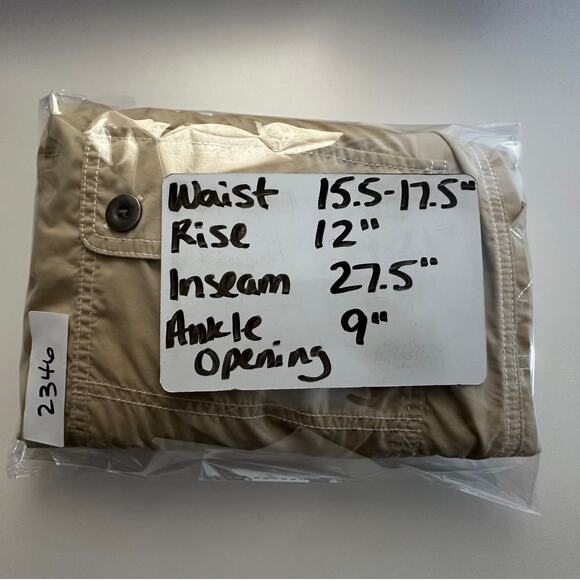 Waist 15.5-17.5"
Rise 12"
Inseam 27.5"
Ankle 9"
Opening
2346